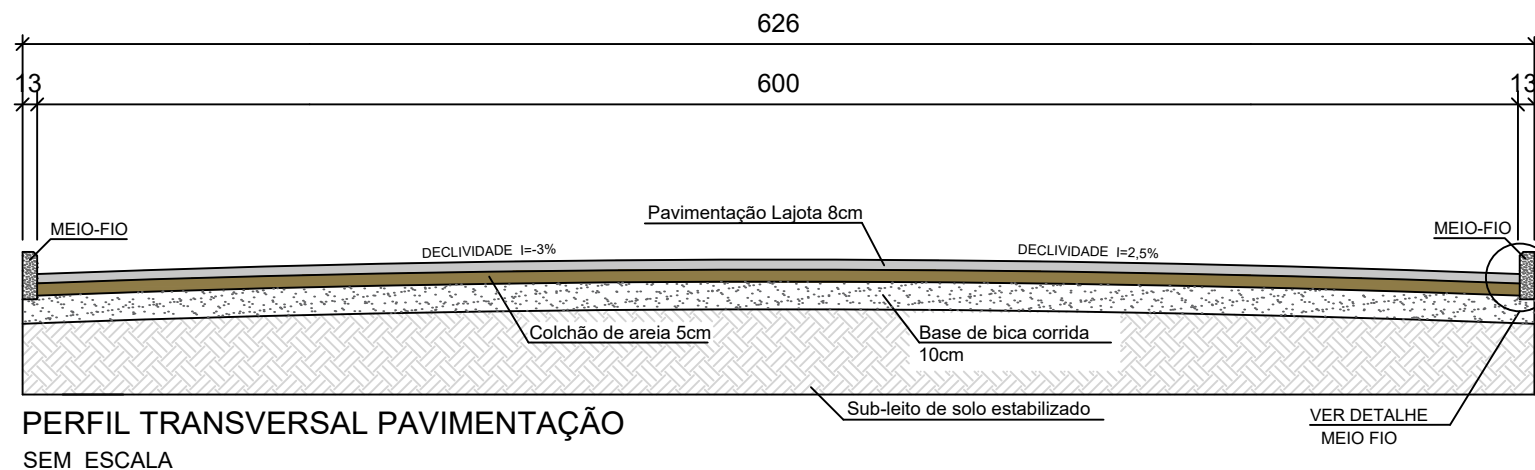 626
13
600
13
Pavimentação Lajota 8cm
MEIO-FIO
MEIO-FIO
DECLIVIDADE I=-3%
DECLIVIDADE I=2,5%
Colchão de areia 5cm
Base de bica corrida
10cm
Sub-leito de solo estabilizado
VER DETALHE
MEIO FIO
PERFIL TRANSVERSAL PAVIMENTAÇÃO
SEM ESCALA